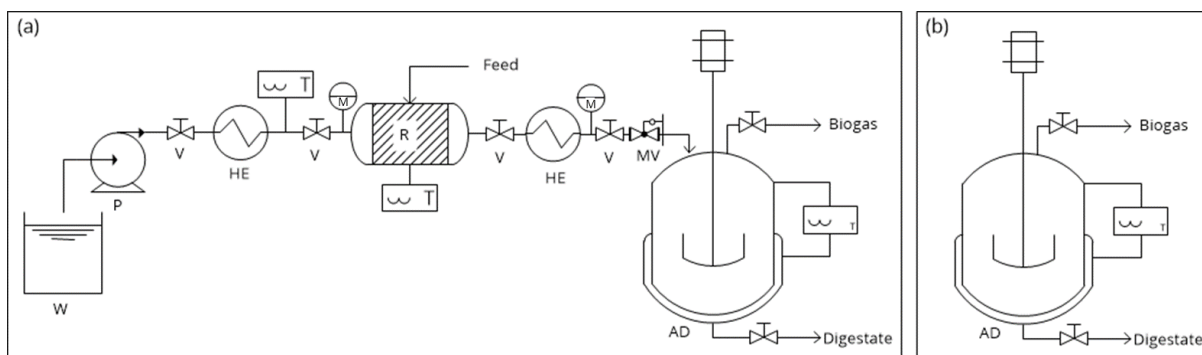 (a)
T
M
Feed
R
T
V
HE
V
V
HE
M
V
MV
P
W
Biogas
T
AD
Digestate
(b)
Biogas
T
AD
Digestate